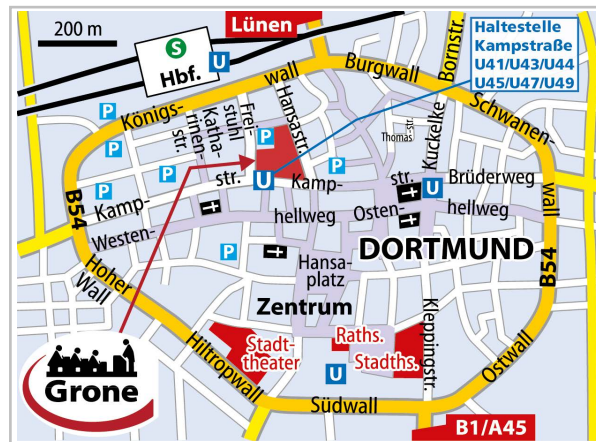 Lünen
200 m
S
Hbf.
U
Haltestelle
Kampstraße
U41/U43/U44
U45/U47/U49
Bornstr.
Burgwall
wall
Königs-
Schwanen-
wall
Frei-
stuhl
Hansastr.
Katha-
rinen-
str.
Thomas-
str.
Kuckelke-
str.
P
P
P
P
P
P
P
P
B54
Kamp-
str.
U
Kamp-
U
Brüderweg
Westen-
hellweg
Osten-
hellweg
DORTMUND
B54
Hansa-
platz
Zentrum
Hoher
Wall
Hiltropwall
Stadt-
theater
Raths.
Stadths.
Kleppingstr.
U
Südwall
Ostwall
Grone
B1/A45